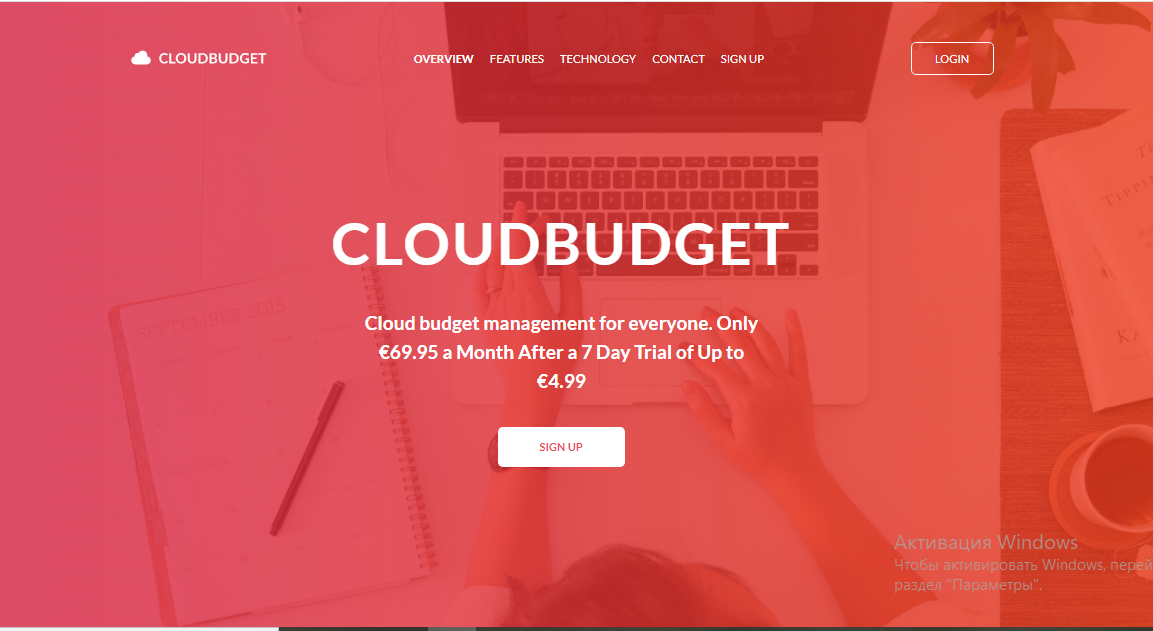 CLOUDBUDGET
OVERVIEW FEATURES TECHNOLOGY CONTACT SIGN UP
LOGIN
CLOUDBUDGET
Cloud budget management for everyone. Only
€69.95 a Month After a 7 Day Trial of Up to
€4.99
SIGN UP
SEPTEMBER 2015
Активация Windows
Чтобы активировать Windows, перей
раздел "Параметры".